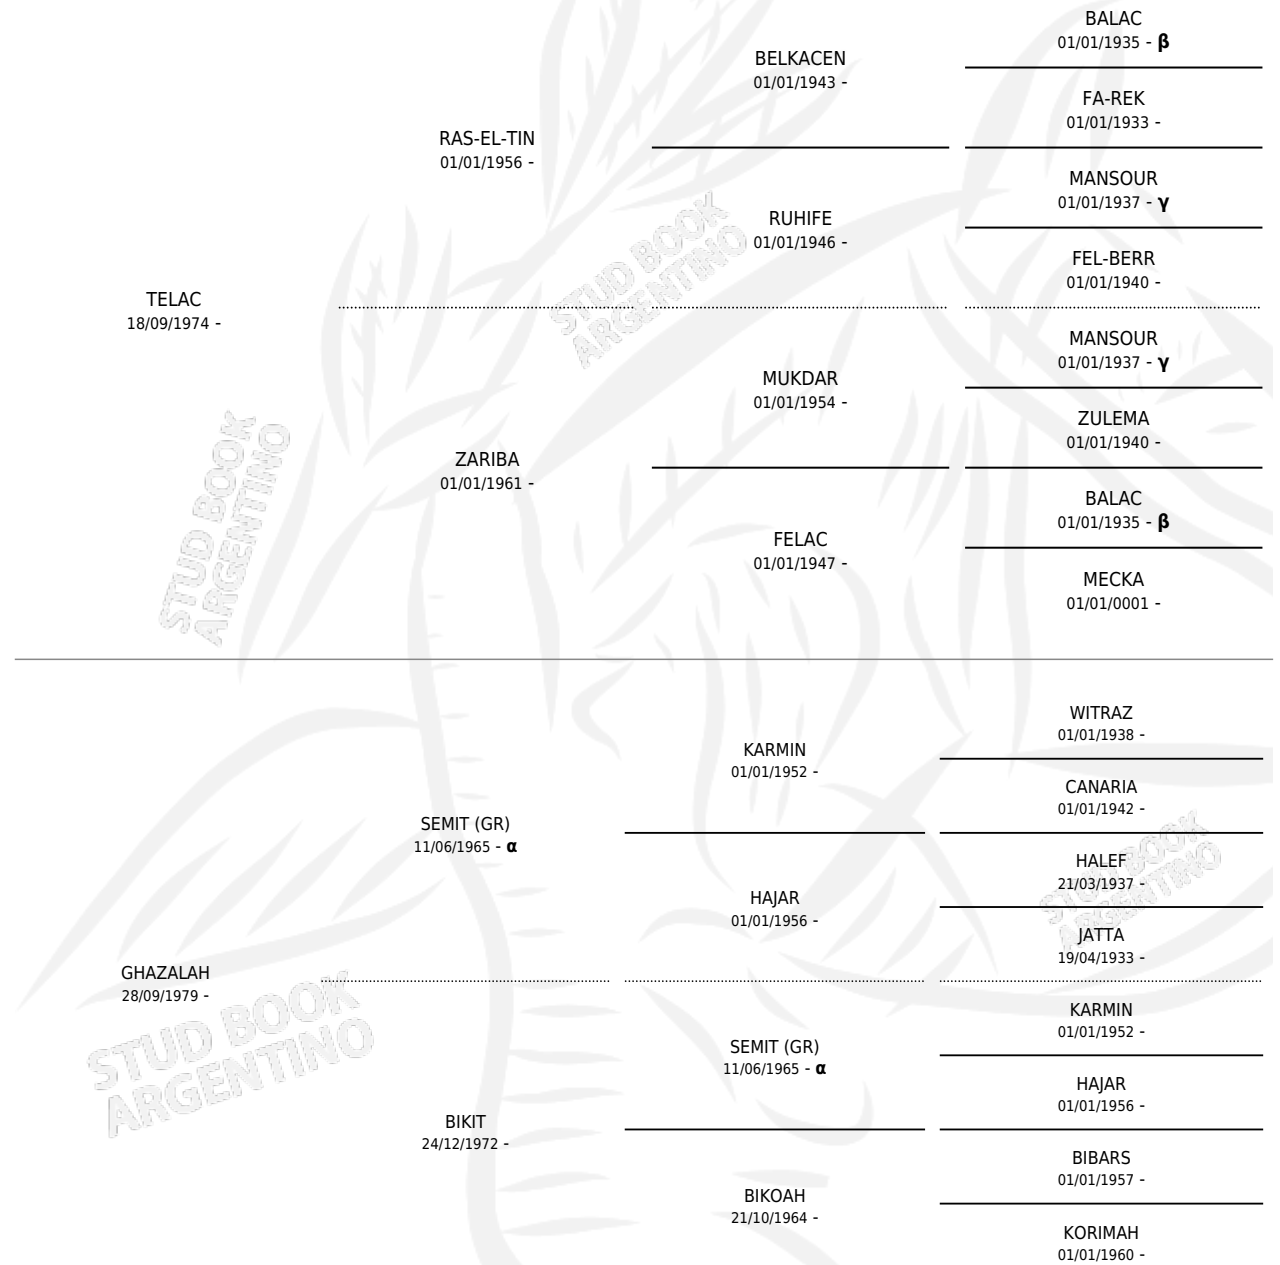 BALAC
01/01/1935 - β
BELKACEN
01/01/1943 -
FA-REK
01/01/1933 -
RAS-EL-TIN
01/01/1956 -
MANSOUR
01/01/1937 - γ
RUHIFE
01/01/1946 -
FEL-BERR
01/01/1940 -
TELAC
18/09/1974 -
MANSOUR
01/01/1937 - γ
MUKDAR
01/01/1954 -
ZULEMA
01/01/1940 -
ZARIBA
01/01/1961 -
BALAC
01/01/1935 - β
FELAC
01/01/1947 -
MECKA
01/01/0001 -
WITRAZ
01/01/1938 -
KARMIN
01/01/1952 -
CANARIA
01/01/1942 -
SEMIT (GR)
11/06/1965 - α
HALEF
21/03/1937 -
HAJAR
01/01/1956 -
JATTA
19/04/1933 -
GHAZALAH
28/09/1979 -
KARMIN
01/01/1952 -
SEMIT (GR)
11/06/1965 - α
HAJAR
01/01/1956 -
BIKIT
24/12/1972 -
BIBARS
01/01/1957 -
BIKOAH
21/10/1964 -
KORIMAH
01/01/1960 -
STUD BOOK
ARGENTINO
STUD BOOK
ARGENTINO
STUD BOOK
ARGENTINO
STUD BOOK
ARGENTINO